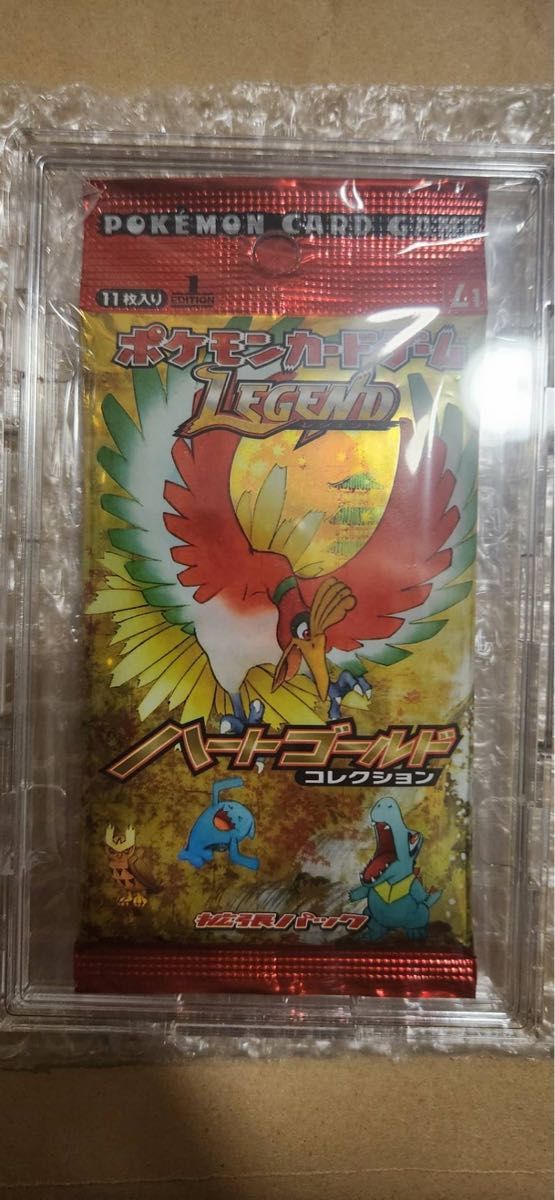 POKÉMON CARD GAME
11枚入り
1
EDITION
L1
ポケモンカードゲーム
LEGEND
ハートゴールド
コレクション
拡張パック